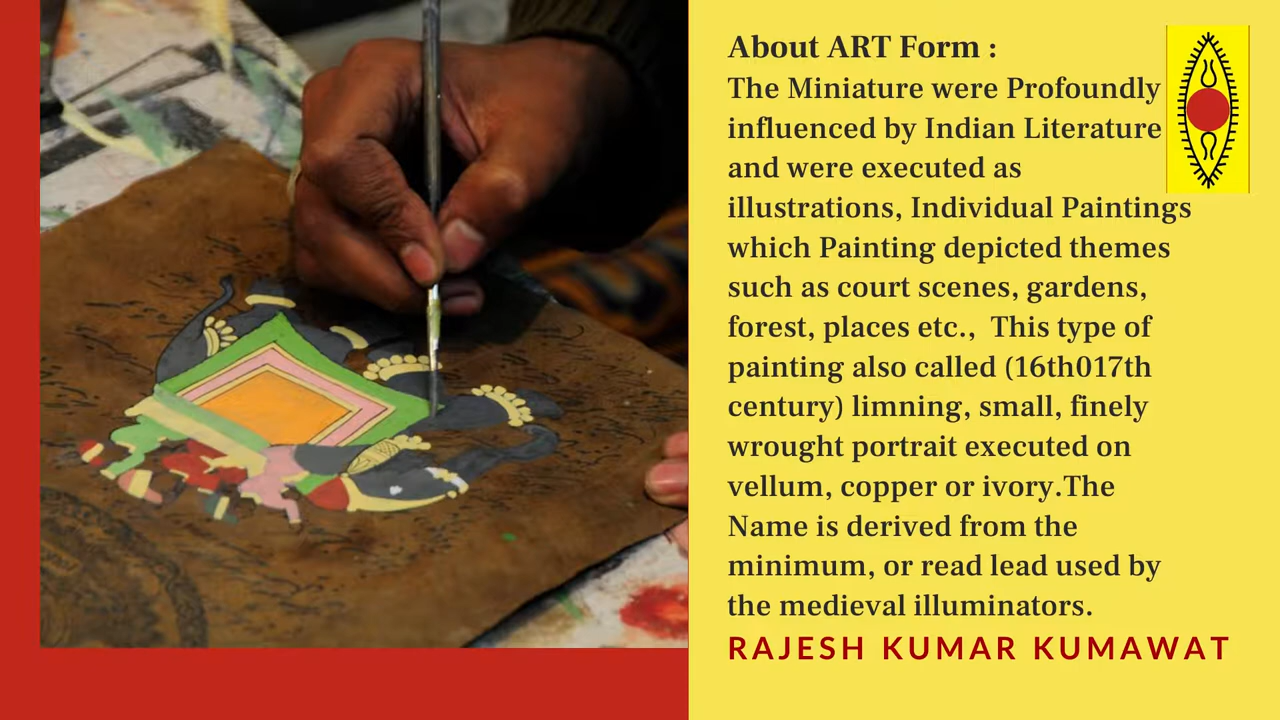 About ART Form :
The Miniature were Profoundly
influenced by Indian Literature
and were executed as
illustrations, Individual Paintings
which Painting depicted themes
such as court scenes, gardens,
forest, places etc.,  This type of
painting also called (16th017th
century) limning, small, finely
wrought portrait executed on
vellum, copper or ivory.The
Name is derived from the
minimum, or read lead used by
the medieval illuminators.
RAJESH KUMAR KUMAWAT